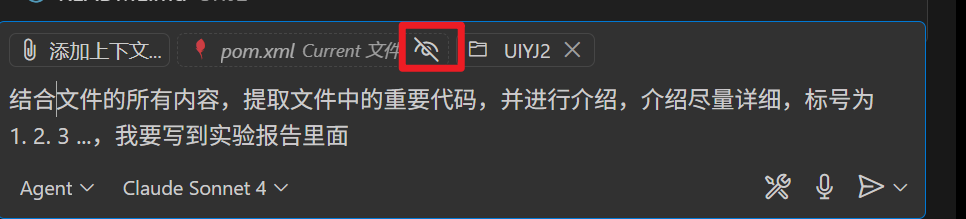 添加上下文...
pom.xml Current 文件
UIYJ2
结合文件的所有内容，提取文件中的重要代码，并进行介绍，介绍尽量详细，标号为
1. 2. 3 ...，我要写到实验报告里面
Agent
Claude Sonnet 4